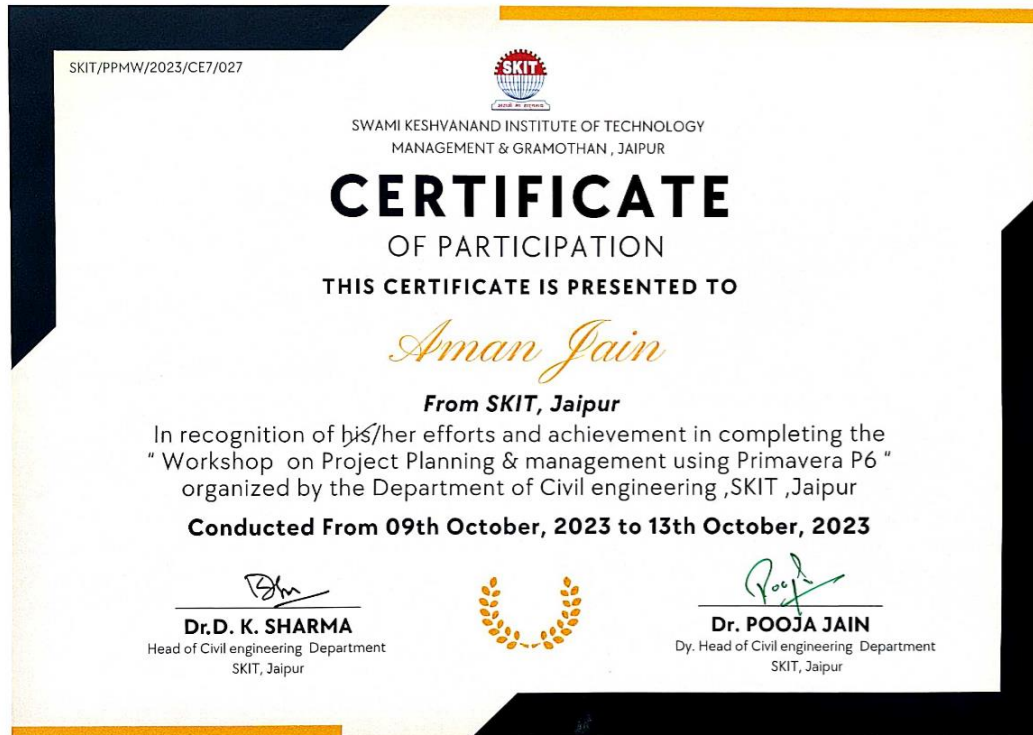 SKIT/PPMW/2023/CE7/027
SKIT
SWAMI KESHVANAND INSTITUTE OF TECHNOLOGY
MANAGEMENT & GRAMOTHAN , JAIPUR
CERTIFICATE
OF PARTICIPATION
THIS CERTIFICATE IS PRESENTED TO
Aman Jain
From SKIT, Jaipur
In recognition of his/her efforts and achievement in completing the
" Workshop on Project Planning & management using Primavera P6 "
organized by the Department of Civil engineering ,SKIT ,Jaipur
Conducted From 09th October, 2023 to 13th October, 2023
Dr.D. K. SHARMA
Head of Civil engineering Department
SKIT, Jaipur
Pooja
Dr. POOJA JAIN
Dy. Head of Civil engineering Department
SKIT, Jaipur